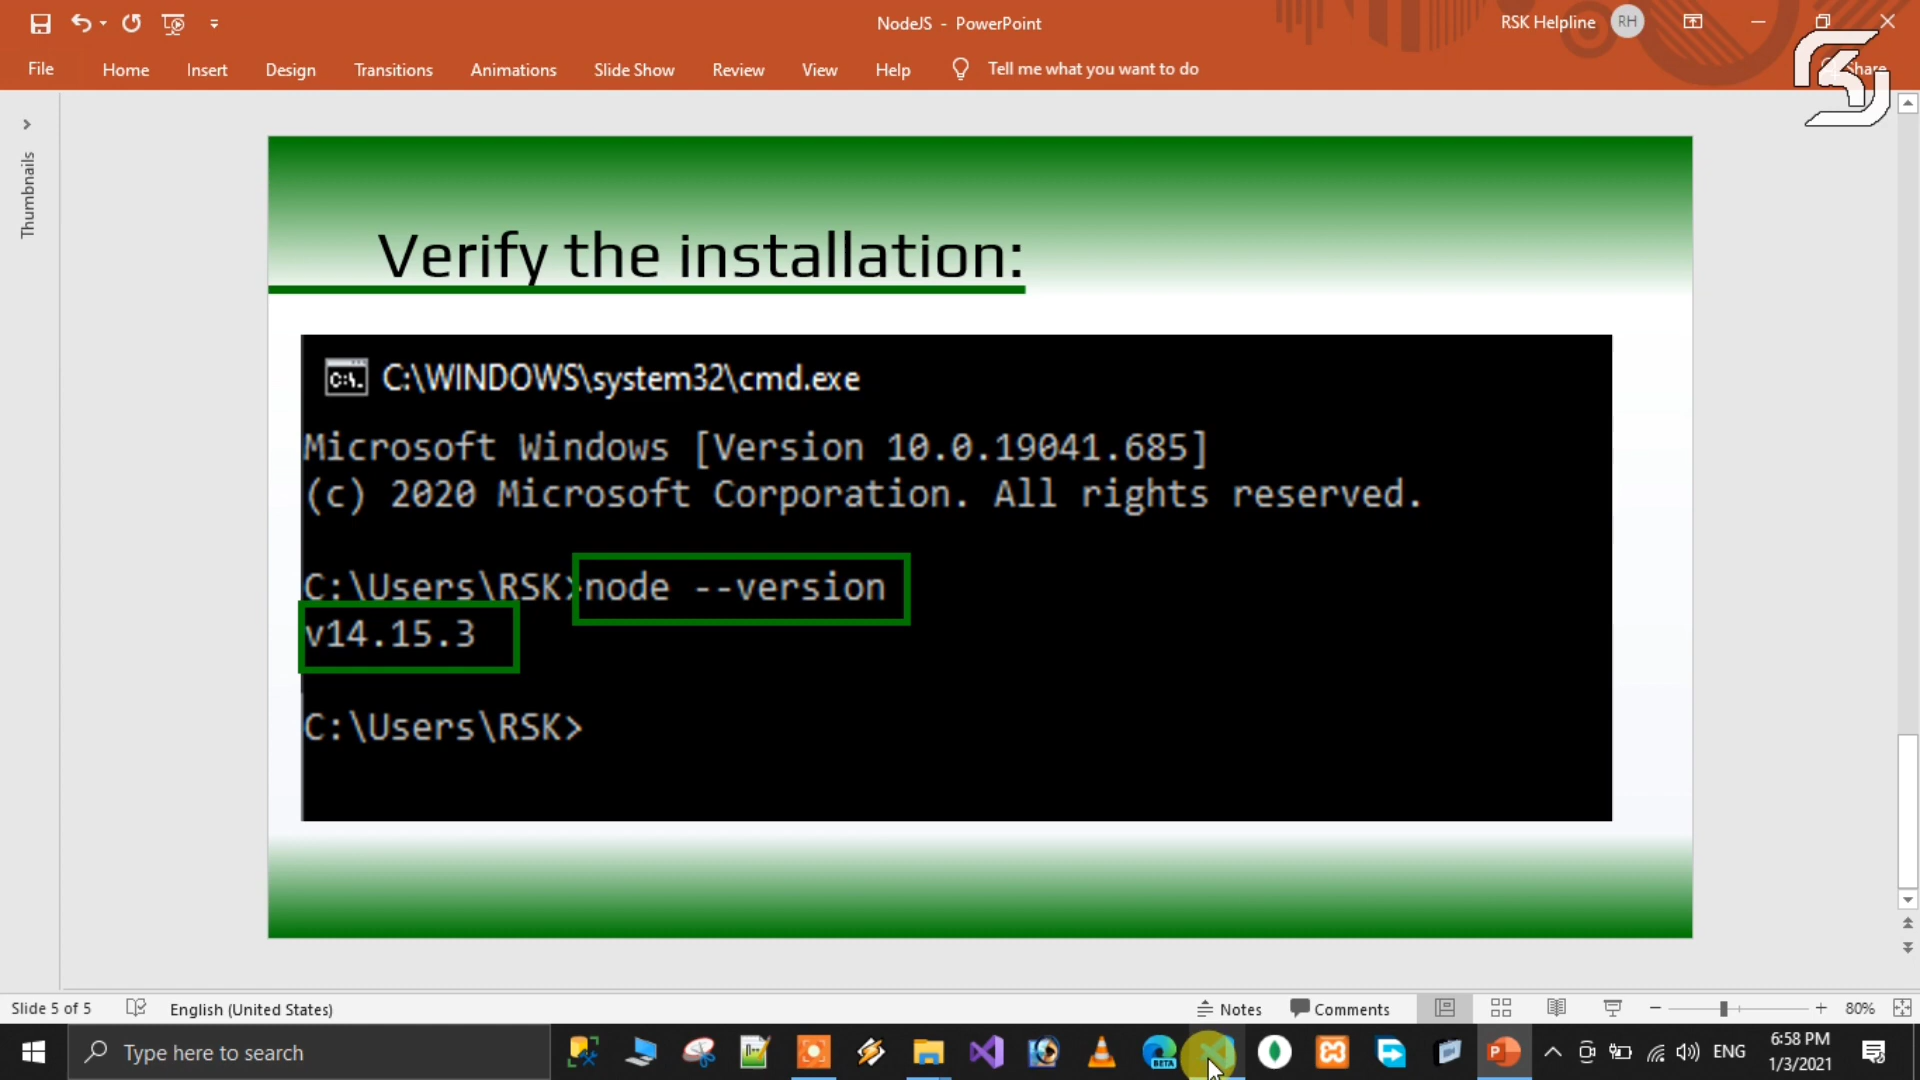 NodeJS - PowerPoint
RSK Helpline RH
File Home Insert Design Transitions Animations Slide Show Review View Help Tell me what you want to do Share
Thumbnails
Verify the installation:
C:\WINDOWS\system32\cmd.exe
Microsoft Windows [Version 10.0.19041.685]
(c) 2020 Microsoft Corporation. All rights reserved.
C:\Users\RSK>node --version
v14.15.3
C:\Users\RSK>
Slide 5 of 5 English (United States) Notes Comments 80%
Type here to search
BETA
ENG
6:58 PM
1/3/2021